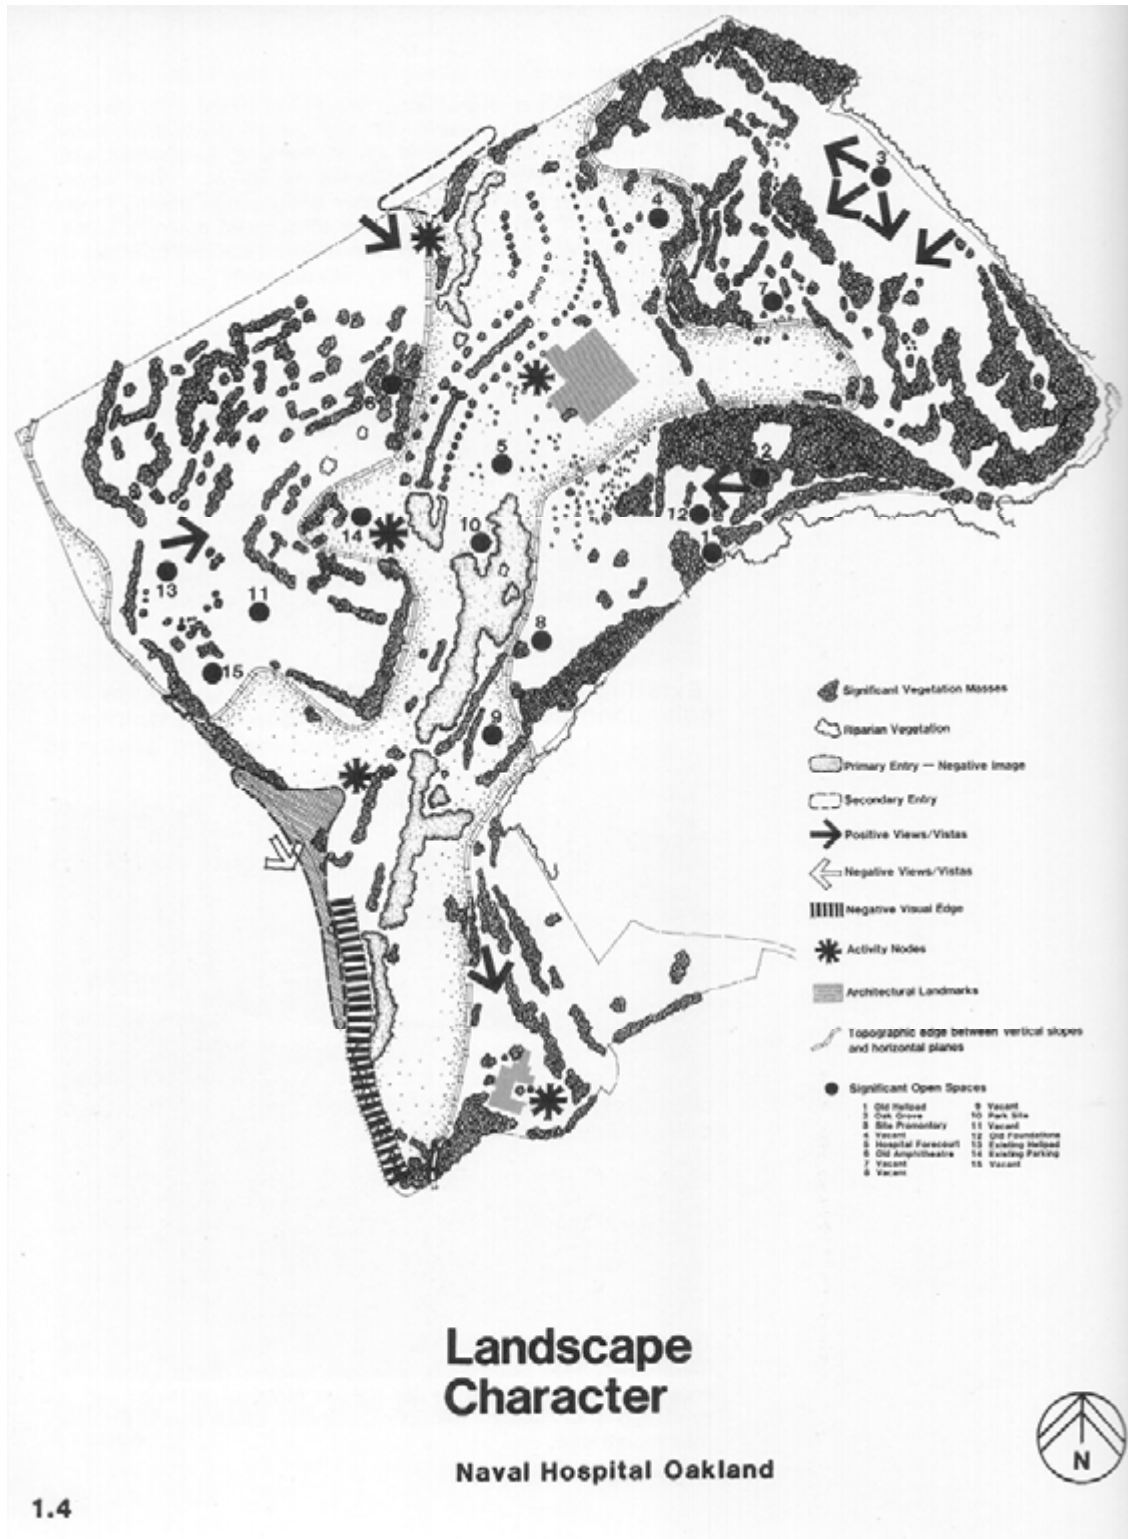 3
4
7
6
5
2
12
14
10
1
13
11
8
15
9
Significant Vegetation Masses
Riparian Vegetation
Primary Entry — Negative Image
Secondary Entry
Positive Views/Vistas
Negative Views/Vistas
Negative Visual Edge
Activity Nodes
Architectural Landmarks
Topographic edge between vertical slopes
and horizontal planes
Significant Open Spaces
1 Old Helipad
2 Oak Grove
3 Site Promontory
4 Vacant
5 Hospital Forecourt
6 Old Amphitheatre
7 Vacant
8 Vacant
9 Vacant
10 Park Site
11 Vacant
12 Old Foundations
13 Existing Helipad
14 Existing Parking
15 Vacant
Landscape
Character
Naval Hospital Oakland
N
1.4